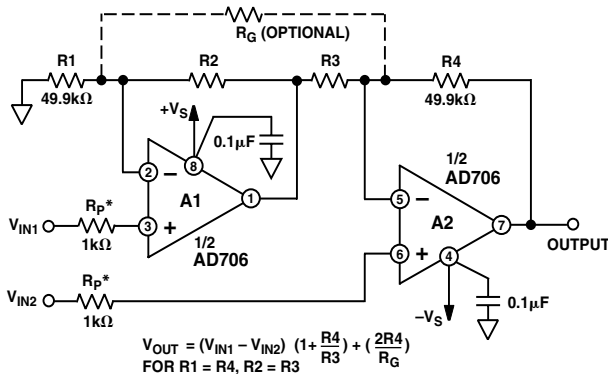 R_G (OPTIONAL)
R1
49.9kΩ
R2
R3
R4
49.9kΩ
+V_S
0.1µF
8
2
−
A1
1
3
+
1/2
AD706
V_IN1
R_P*
1kΩ
V_IN2
R_P*
1kΩ
1/2
AD706
5
−
A2
7
6
+
4
OUTPUT
−V_S
0.1µF
V_OUT = (V_IN1 – V_IN2) (1+ R4/R3) + (2R4/R_G)
FOR R1 = R4, R2 = R3